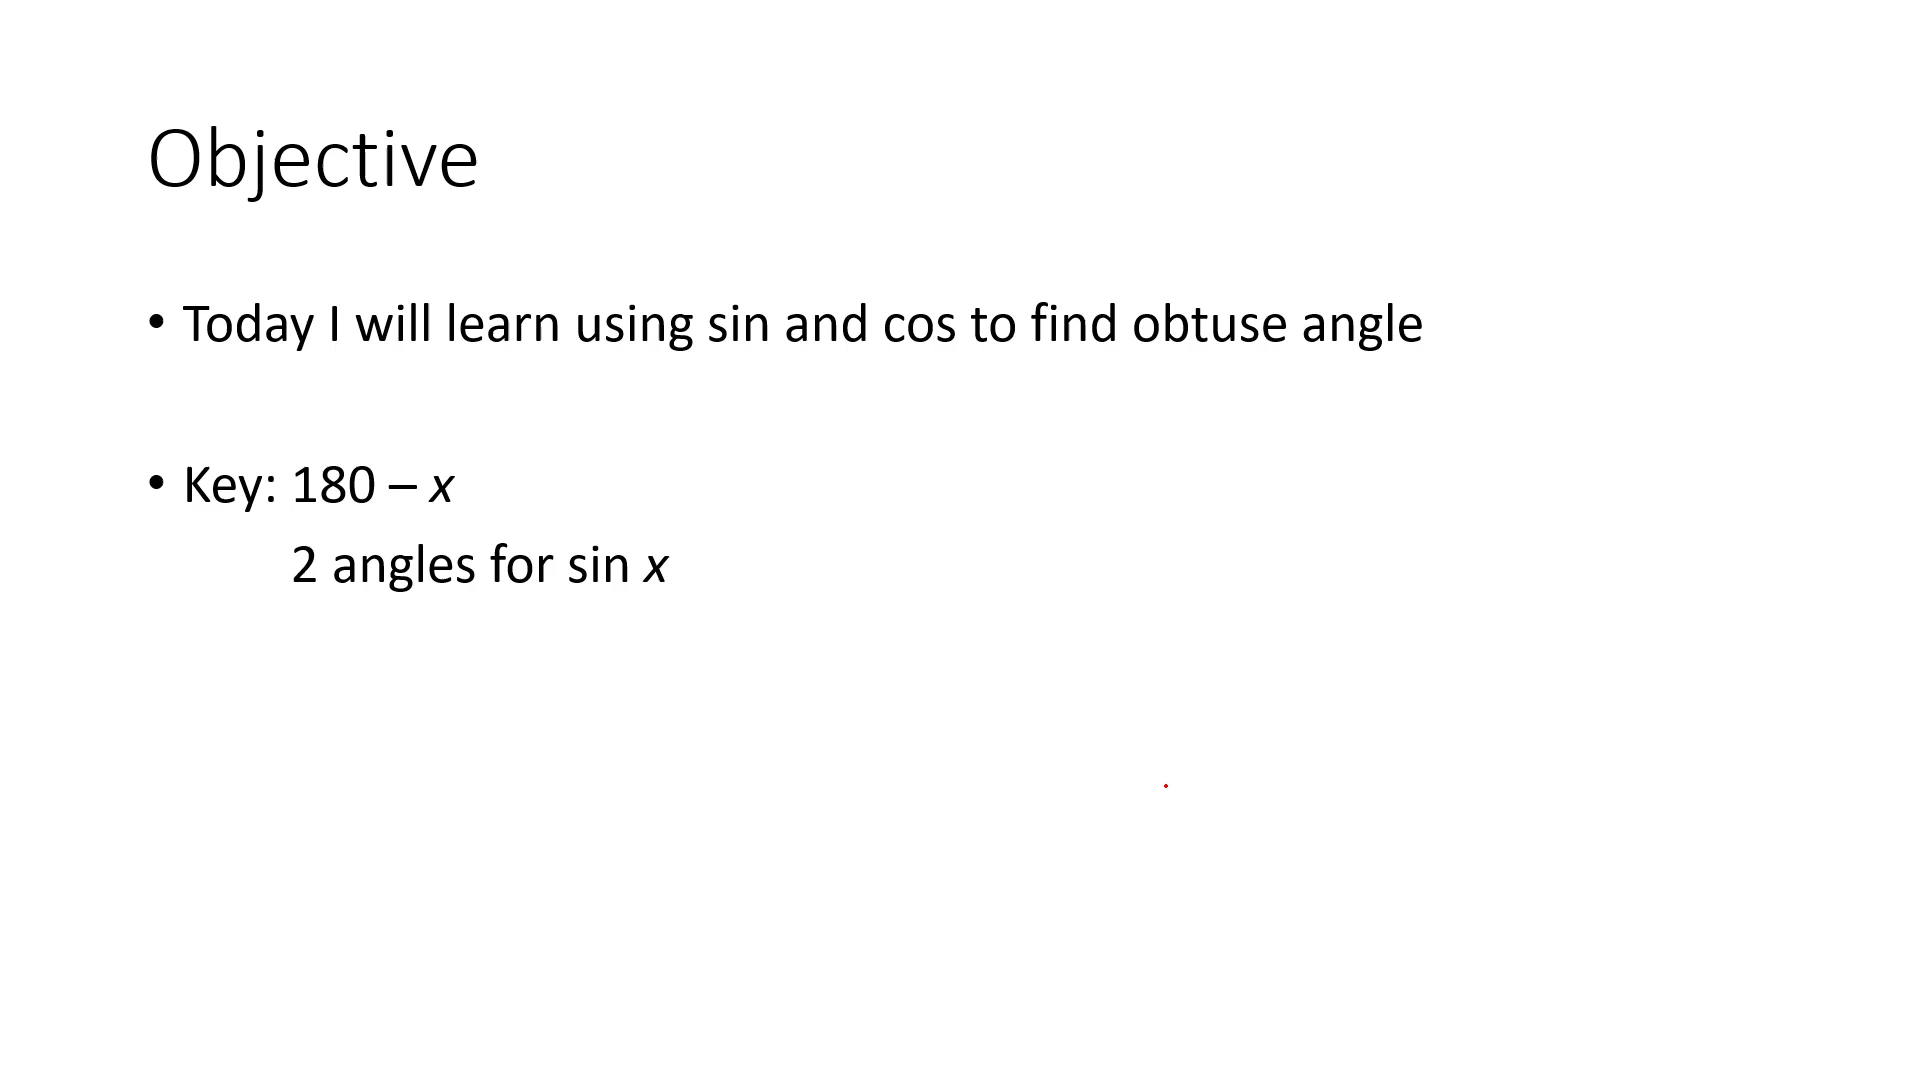 Objective
• Today I will learn using sin and cos to find obtuse angle
• Key: 180 – x
2 angles for sin x